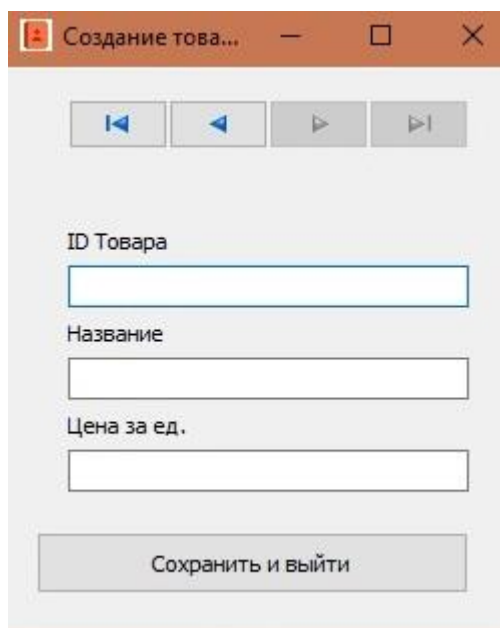 Создание това...
ID Товара
Название
Цена за ед.
Сохранить и выйти